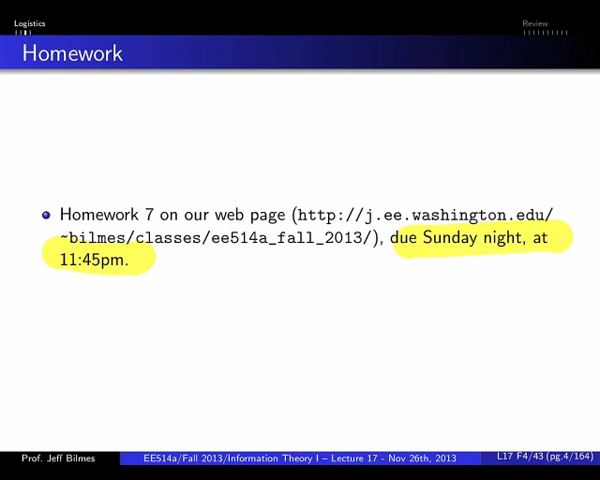 Logistics
Review
Homework
Homework 7 on our web page (http://j.ee.washington.edu/
~bilmes/classes/ee514a_fall_2013/), due Sunday night, at
11:45pm.
Prof. Jeff Bilmes
EE514a/Fall 2013/Information Theory I – Lecture 17 - Nov 26th, 2013
L17 F4/43 (pg.4/164)